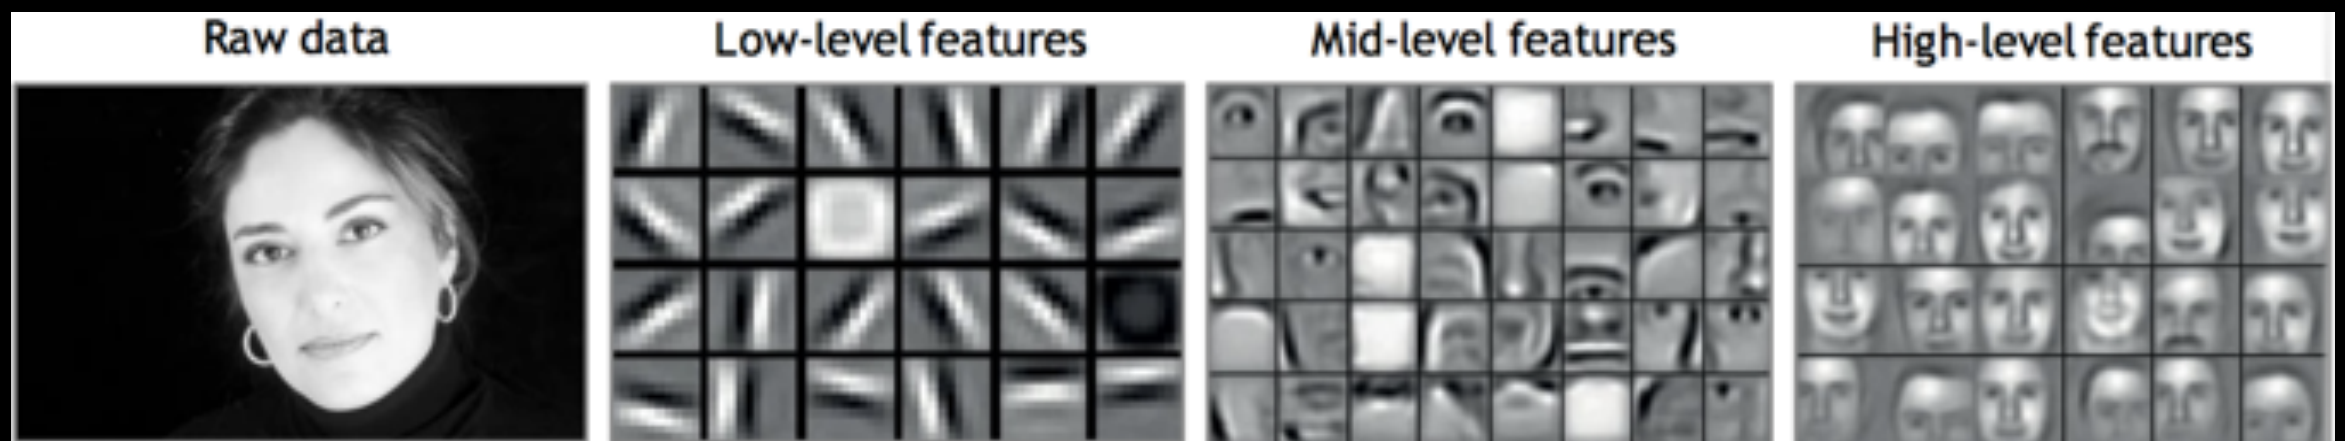 Raw data
Low-level features
Mid-level features
High-level features